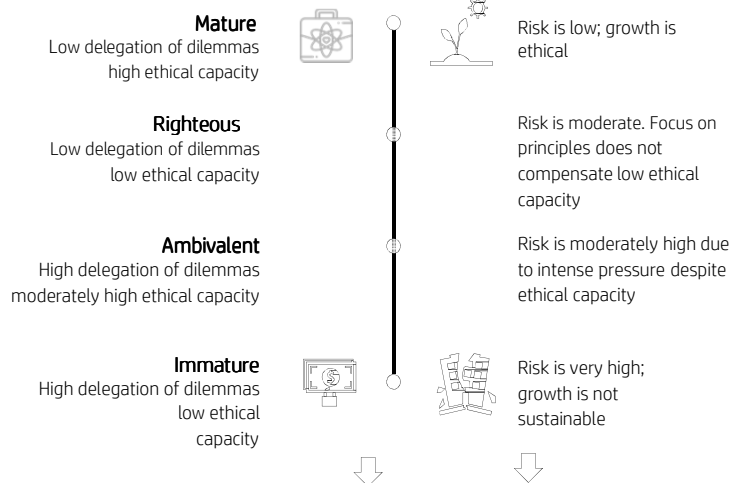 Mature
Low delegation of dilemmas
high ethical capacity
Risk is low; growth is
ethical
Righteous
Low delegation of dilemmas
low ethical capacity
Risk is moderate. Focus on
principles does not
compensate low ethical
capacity
Ambivalent
High delegation of dilemmas
moderately high ethical capacity
Risk is moderately high due
to intense pressure despite
ethical capacity
Immature
High delegation of dilemmas
low ethical
capacity
$
Risk is very high;
growth is not
sustainable